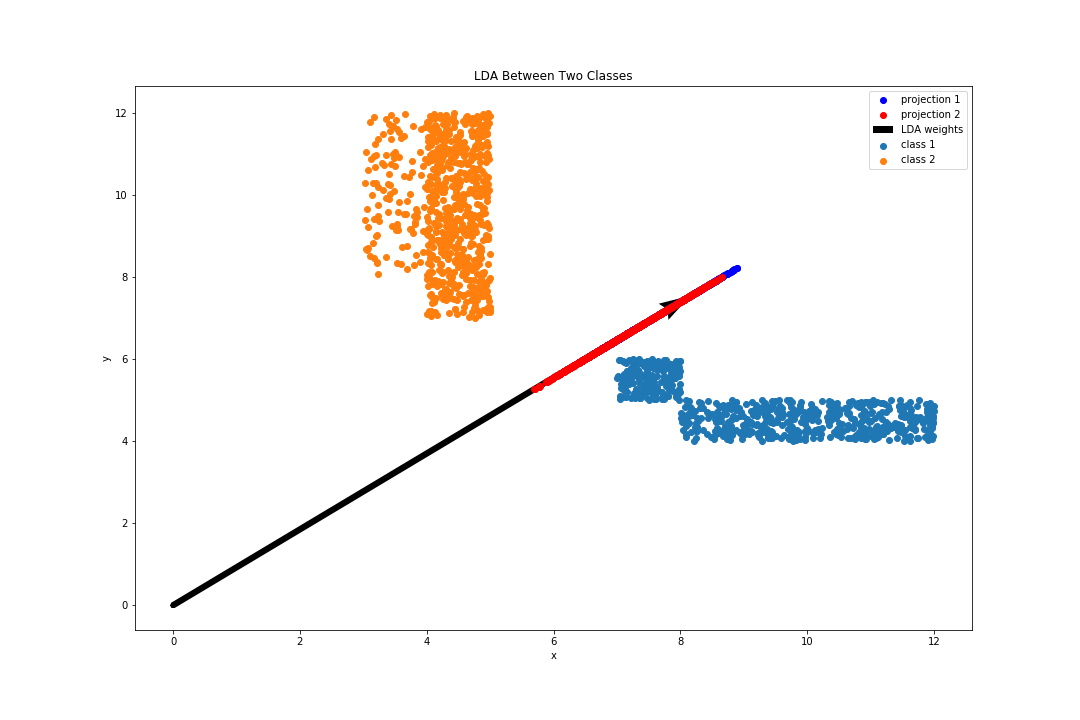 LDA Between Two Classes
projection 1
projection 2
LDA weights
class 1
class 2
12
10
8
6
4
2
0
y
0 2 4 6 8 10 12
x